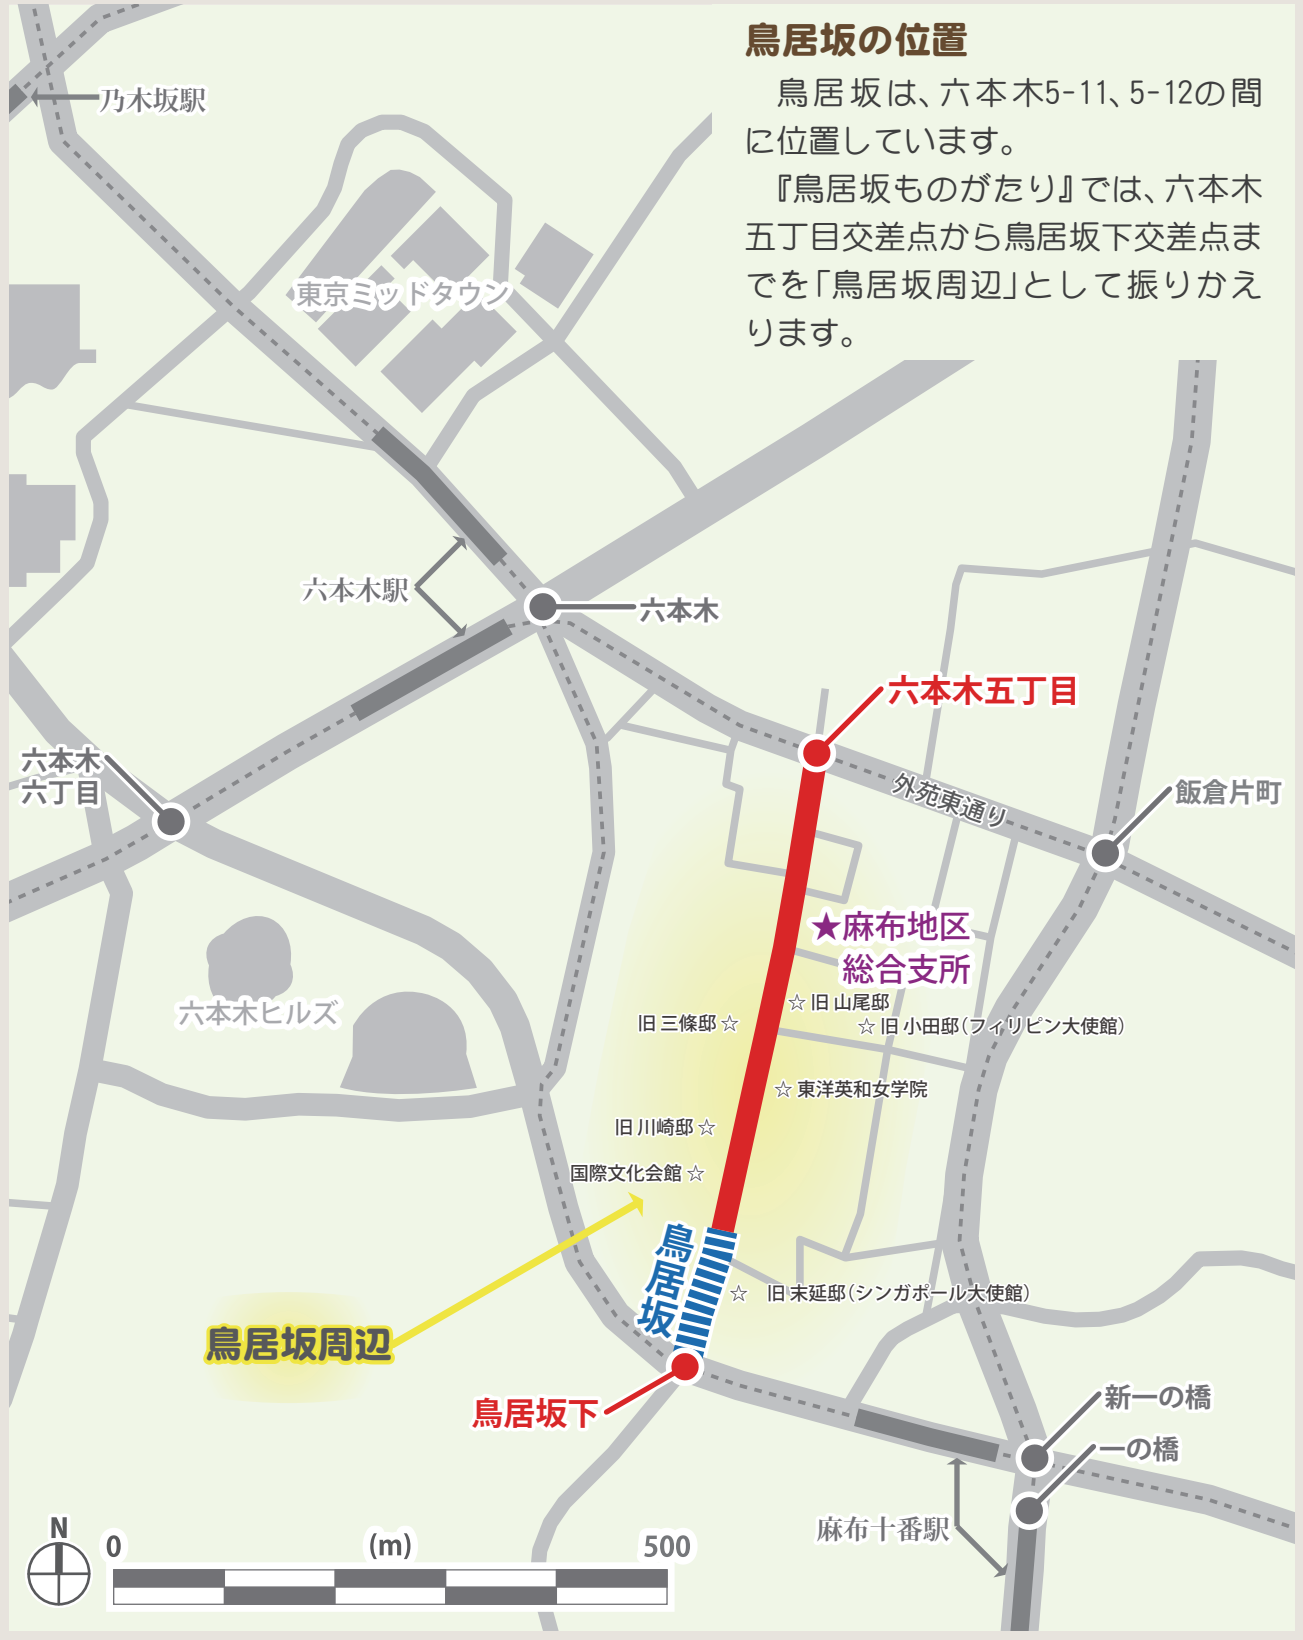 鳥居坂の位置
鳥居坂は、六本木5-11、5-12の間
に位置しています。
『鳥居坂ものがたり』では、六本木
五丁目交差点から鳥居坂下交差点ま
でを「鳥居坂周辺」として振りかえ
ります。
乃木坂駅
東京ミッドタウン
六本木駅
六本木
六本木五丁目
六本木
六丁目
外苑東通り
飯倉片町
★麻布地区
総合支所
六本木ヒルズ
☆ 旧 山尾邸
旧 三條邸 ☆
☆ 旧 小田邸（フィリピン大使館）
☆ 東洋英和女学院
旧 川崎邸 ☆
国際文化会館 ☆
鳥居坂
☆ 旧 末延邸（シンガポール大使館）
鳥居坂周辺
鳥居坂下
新一の橋
一の橋
麻布十番駅
N
0 (m) 500